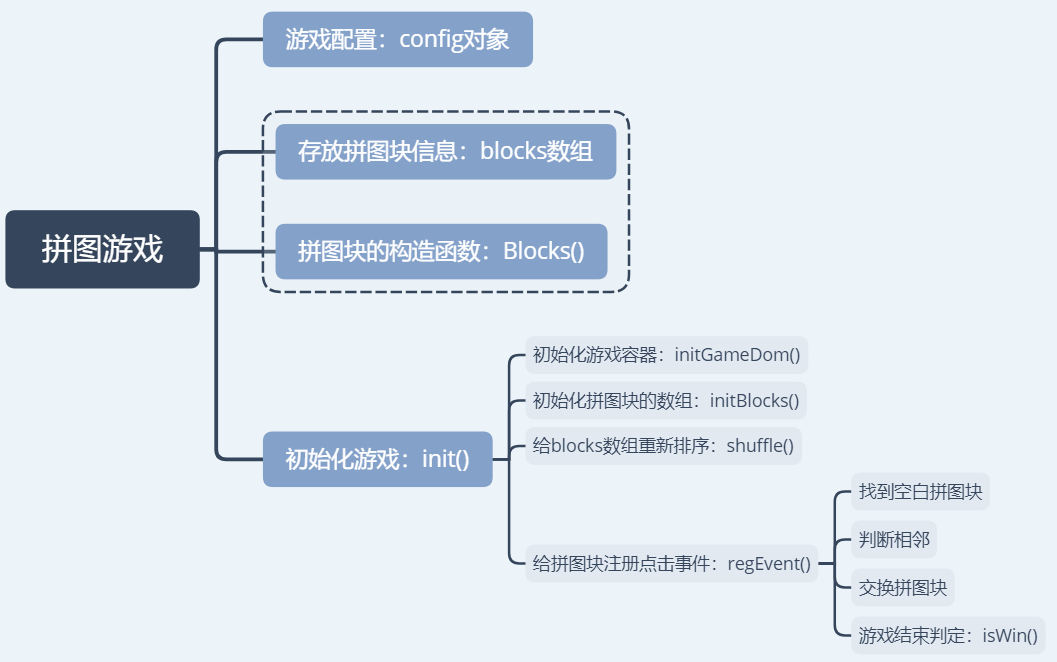 拼图游戏
游戏配置：config对象
存放拼图块信息：blocks数组
拼图块的构造函数：Blocks()
初始化游戏：init()
初始化游戏容器：initGameDom()
初始化拼图块的数组：initBlocks()
给blocks数组重新排序：shuffle()
给拼图块注册点击事件：regEvent()
找到空白拼图块
判断相邻
交换拼图块
游戏结束判定：isWin()